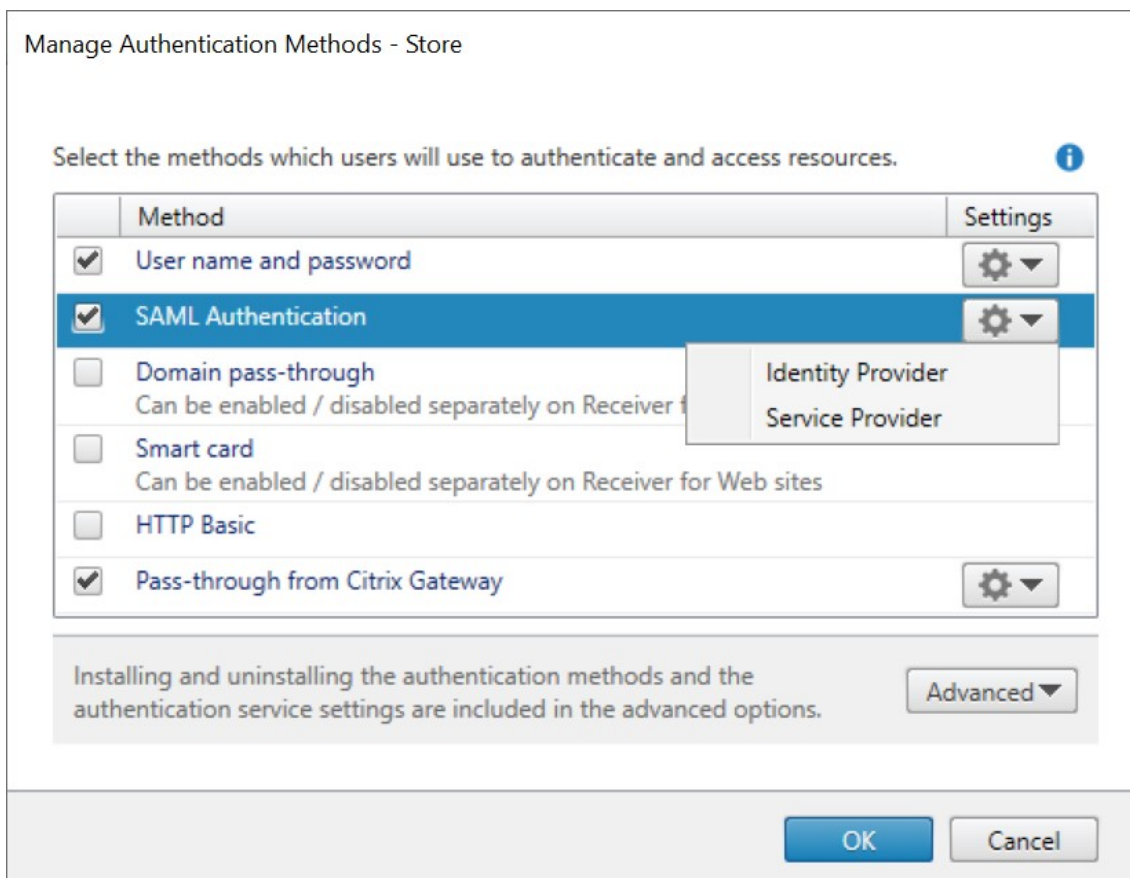 Manage Authentication Methods - Store
Select the methods which users will use to authenticate and access resources.
Method Settings
User name and password
SAML Authentication
Identity Provider
Domain pass-through
Can be enabled / disabled separately on Receiver
Service Provider
Smart card
Can be enabled / disabled separately on Receiver for Web sites
HTTP Basic
Pass-through from Citrix Gateway
Installing and uninstalling the authentication methods and the
authentication service settings are included in the advanced options.
Advanced
OK Cancel